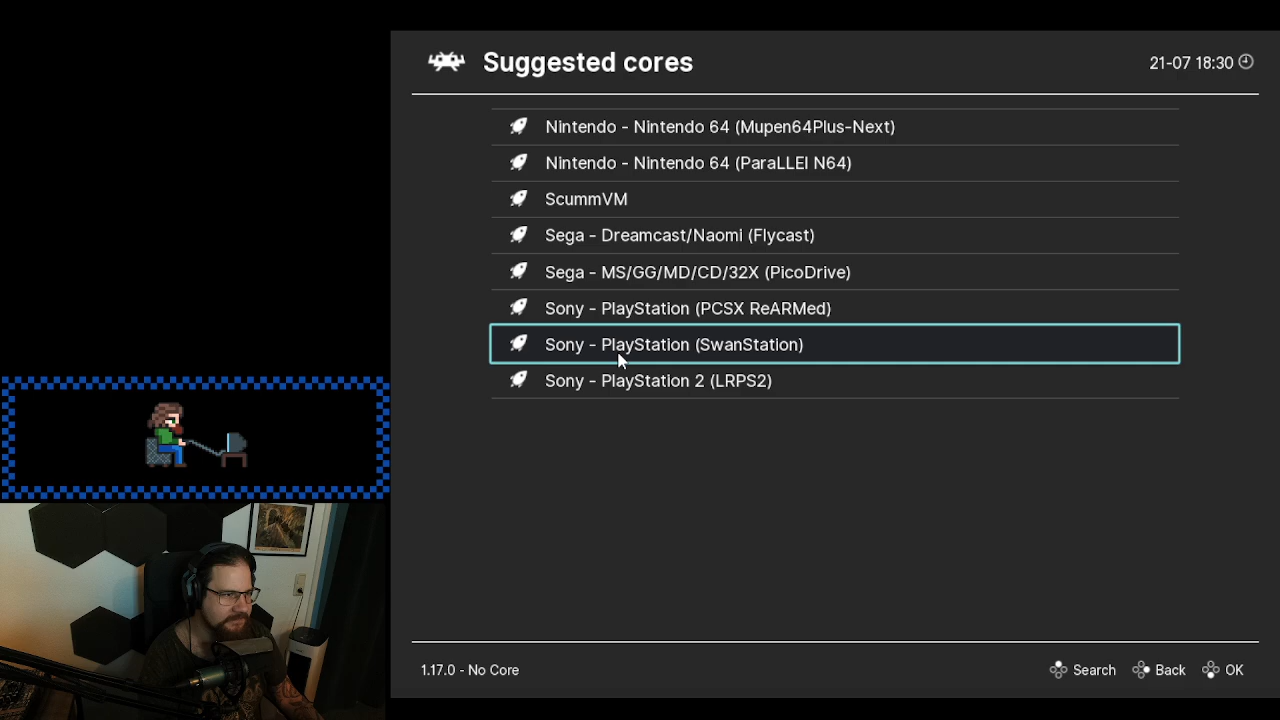 Suggested cores
21-07 18:30
Nintendo - Nintendo 64 (Mupen64Plus-Next)
Nintendo - Nintendo 64 (ParaLLEl N64)
ScummVM
Sega - Dreamcast/Naomi (Flycast)
Sega - MS/GG/MD/CD/32X (PicoDrive)
Sony - PlayStation (PCSX ReARMed)
Sony - PlayStation (SwanStation)
Sony - PlayStation 2 (LRPS2)
1.17.0 - No Core
Search
Back
OK